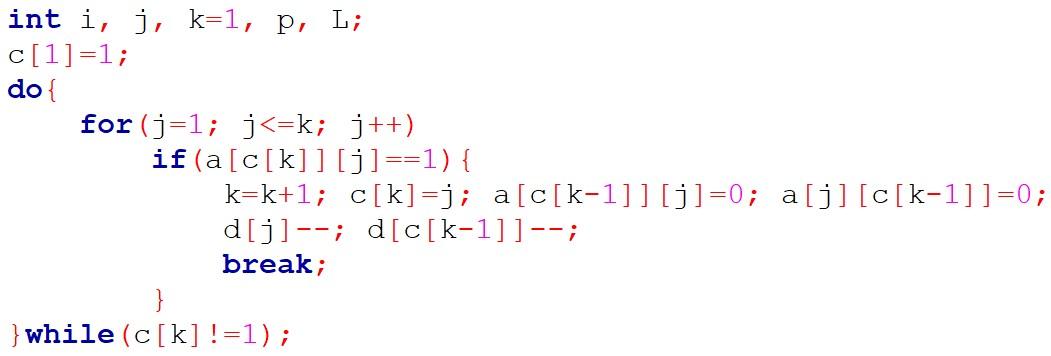 int i, j, k=1, p, L;
c[1]=1;
do{
for(j=1; j<=k; j++)
if(a[c[k]][j]==1){
k=k+1; c[k]=j; a[c[k-1]][j]=0; a[j][c[k-1]]=0;
d[j]--; d[c[k-1]]--;
break;
}
}while(c[k]!=1);